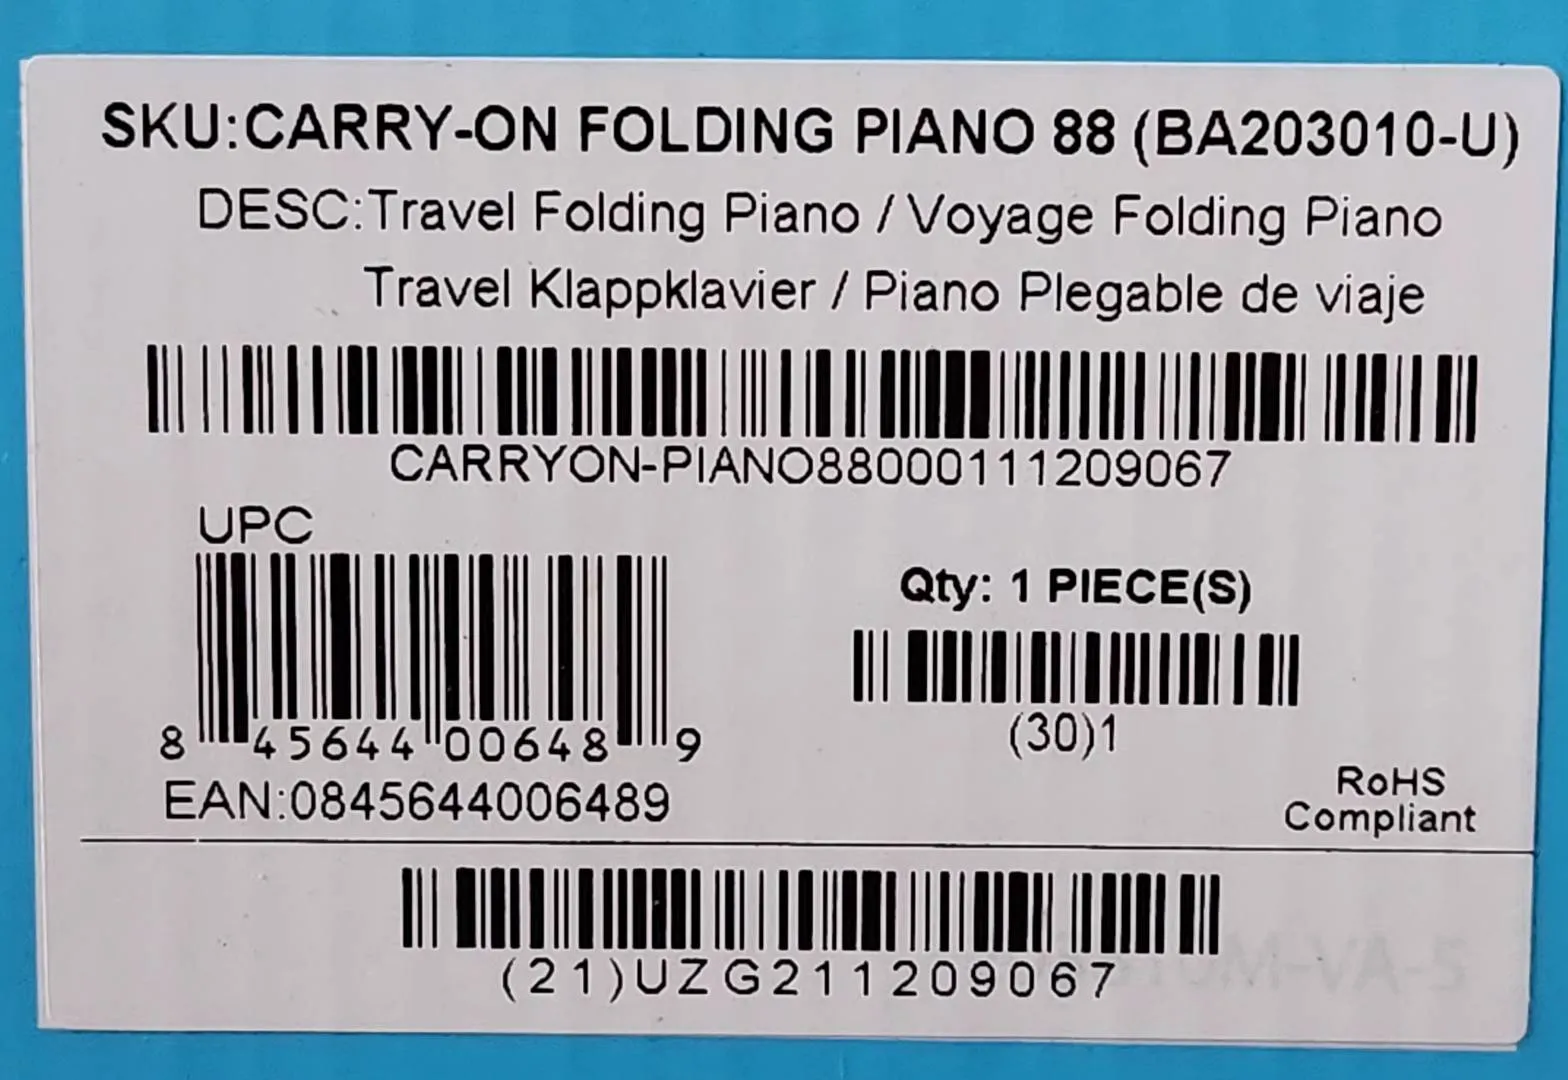 SKU:CARRY-ON FOLDING PIANO 88 (BA203010-U)
DESC:Travel Folding Piano / Voyage Folding Piano
Travel Klappklavier / Piano Plegable de viaje
CARRYON-PIANO88000111209067
UPC
8 45644 00648 9
EAN:0845644006489
Qty: 1 PIECE(S)
(30)1
RoHS
Compliant
(21)UZG211209067